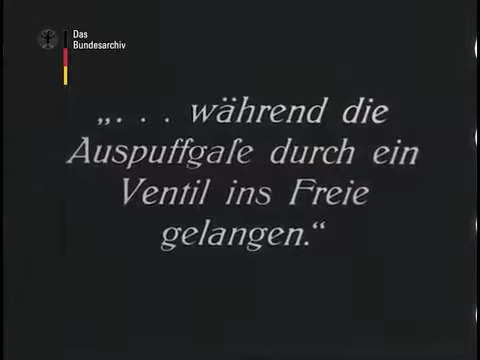 Das
Bundesarchiv
„. . . während die
Auspuffgaſe durch ein
Ventil ins Freie
gelangen.“